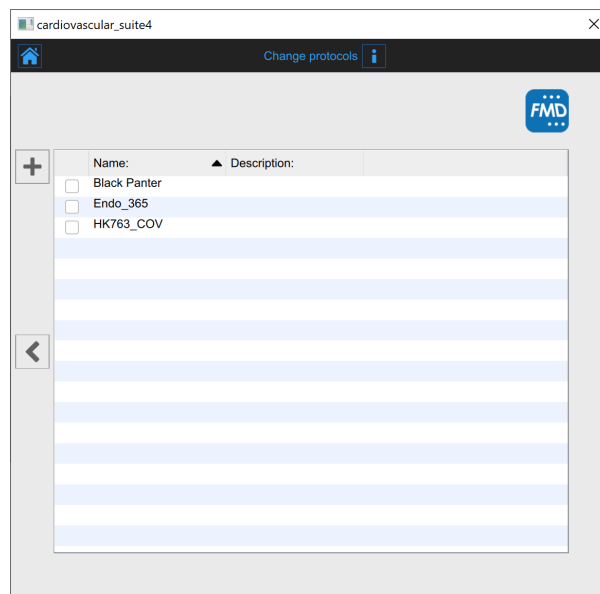 cardiovascular_suite4
Change protocols
FMD
Name: Description:
Black Panter
Endo_365
HK763_COV